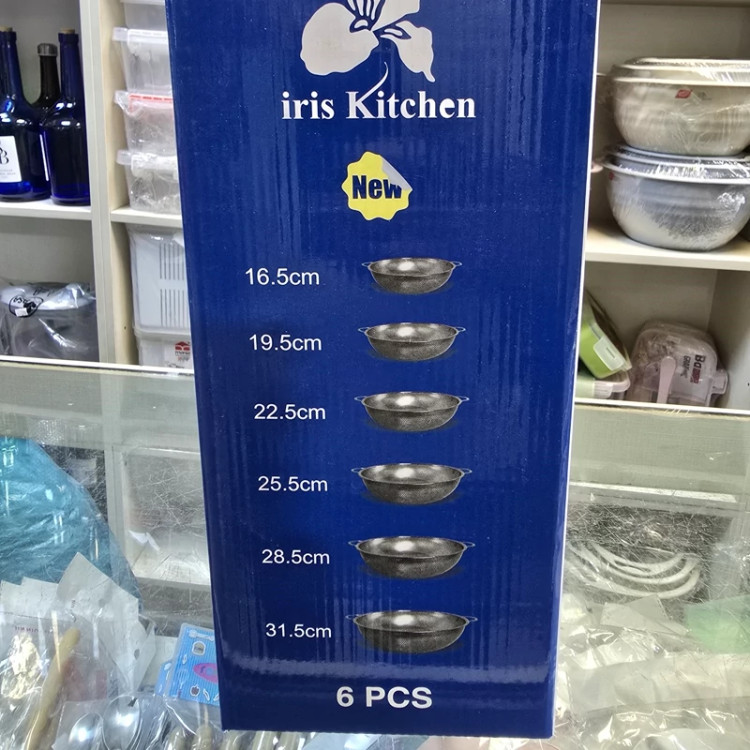 iris Kitchen
New
16.5cm
19.5cm
22.5cm
25.5cm
28.5cm
31.5cm
6 PCS